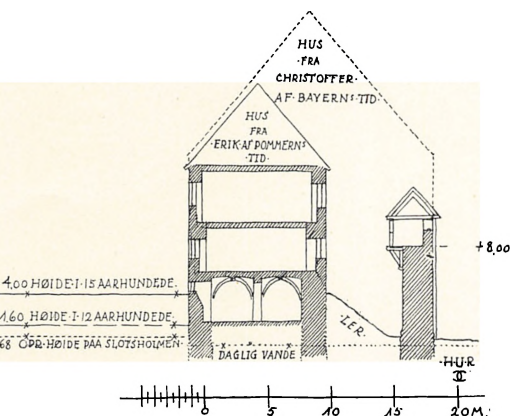 HUS
FRA
CHRISTOFFER
AF·BAYERNS·TID·
HUS
FRA
·ERIK·AF POMMERNS
·TID·
+8,00
4,00 HØIDE·I·15 AARHUNDEDE.
1,60 HØIDE·I·12 AARHUNDEDE.
68 OPR·HØIDE PAA SLOTSHOLMEN·
·LER·
DAGLIG VANDE
·HUR
0 5 10 15 20 M.